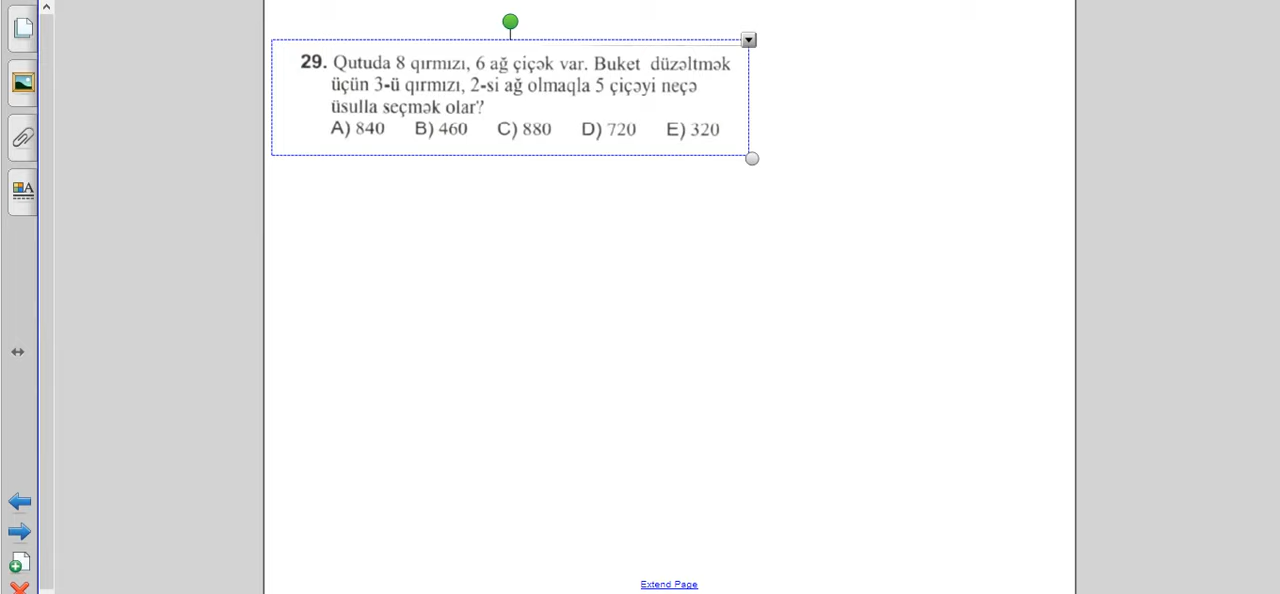 29. Qutuda 8 qırmızı, 6 ağ çiçək var. Buket düzəltmək
üçün 3-ü qırmızı, 2-si ağ olmaqla 5 çiçəyi neçə
üsulla seçmək olar?
A) 840 B) 460 C) 880 D) 720 E) 320
Extend Page